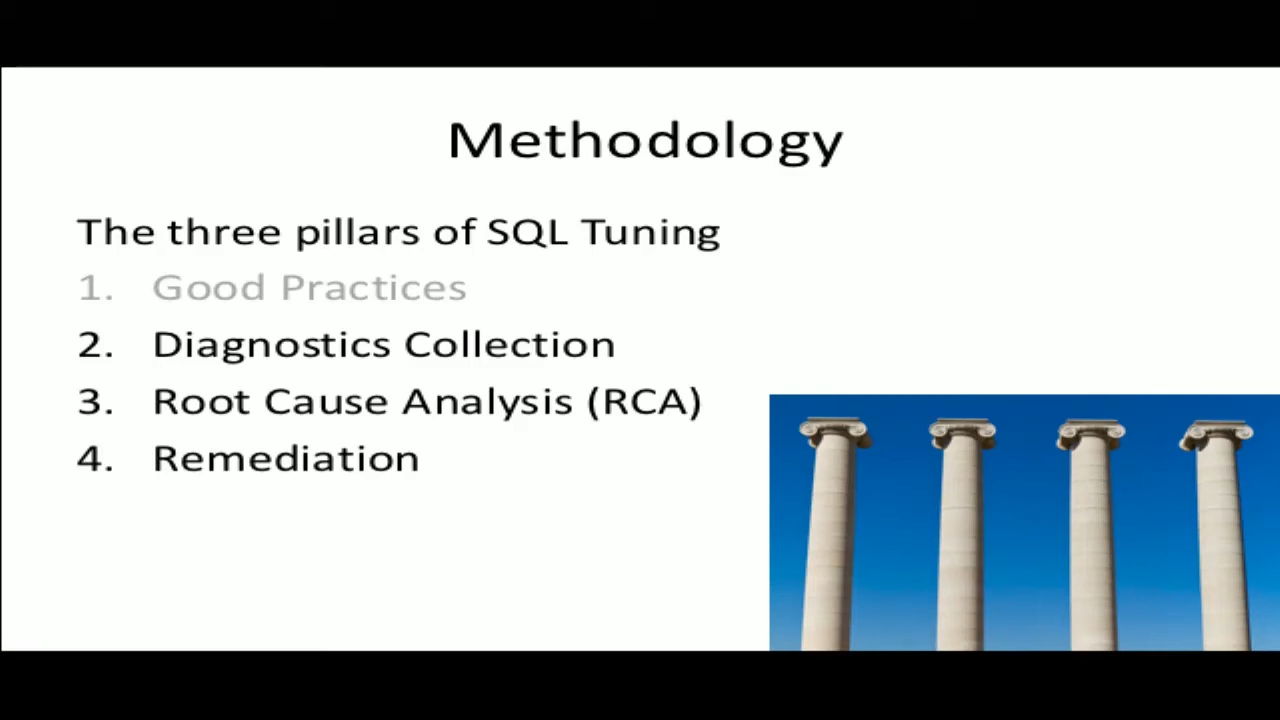 Methodology
The three pillars of SQL Tuning
1. Good Practices
2. Diagnostics Collection
3. Root Cause Analysis (RCA)
4. Remediation